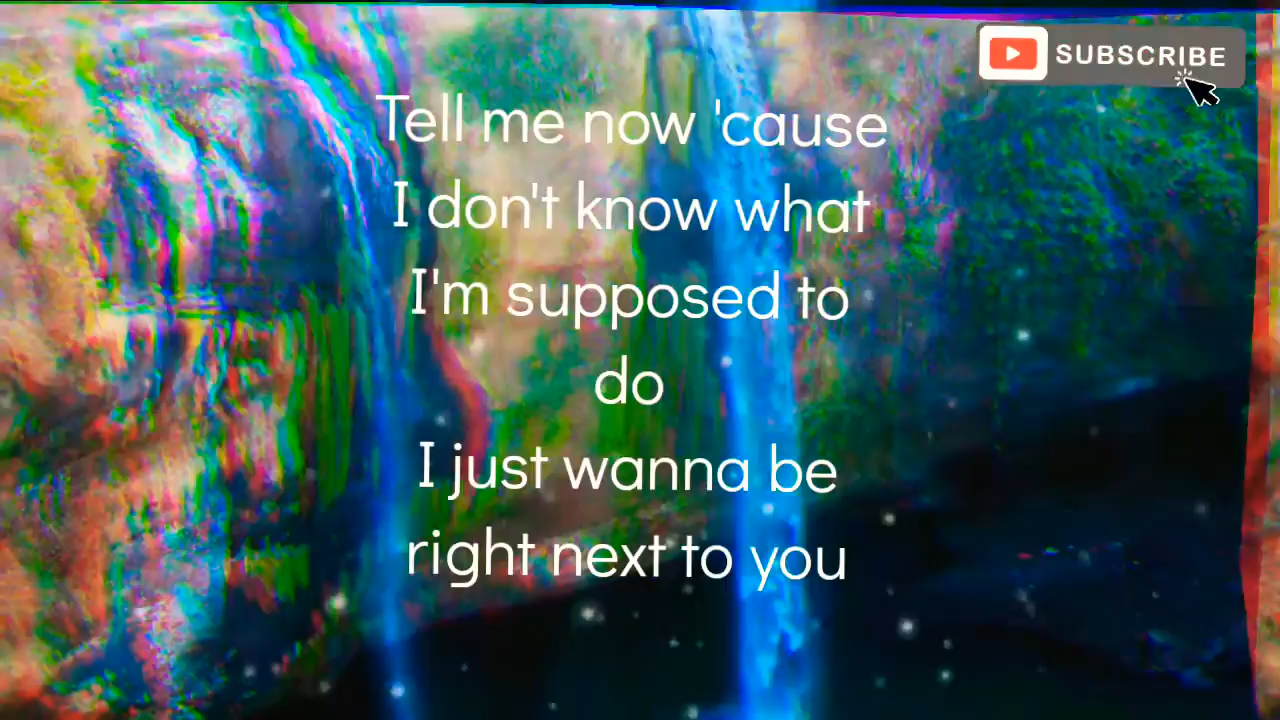 SUBSCRIBE
Tell me now 'cause
I don't know what
I'm supposed to
do
I just wanna be
right next to you